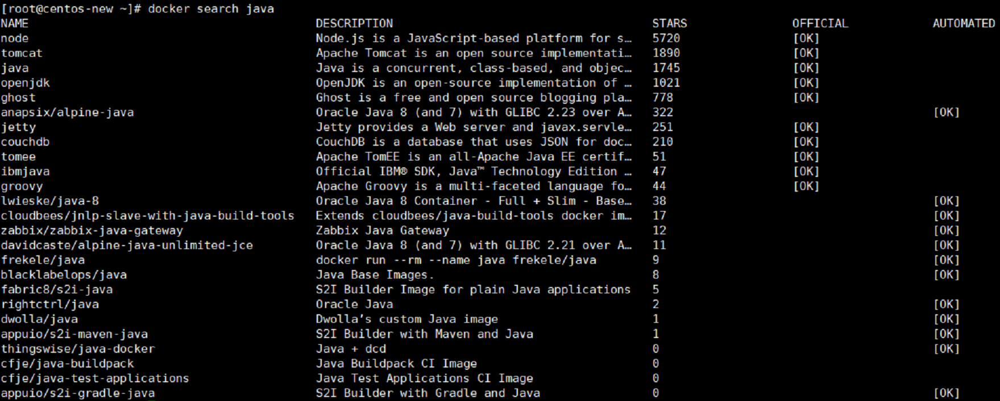 [root@centos-new ~]# docker search java
NAME DESCRIPTION STARS OFFICIAL AUTOMATED
node Node.js is a JavaScript-based platform for s… 5720 [OK]
tomcat Apache Tomcat is an open source implementati… 1890 [OK]
java Java is a concurrent, class-based, and objec… 1745 [OK]
openjdk OpenJDK is an open-source implementation of … 1021 [OK]
ghost Ghost is a free and open source blogging pla… 778 [OK]
anapsix/alpine-java Oracle Java 8 (and 7) with GLIBC 2.23 over A… 322 [OK]
jetty Jetty provides a Web server and javax.servle… 251 [OK]
couchdb CouchDB is a database that uses JSON for doc… 210 [OK]
tomee Apache TomEE is an all-Apache Java EE certif… 51 [OK]
ibmjava Official IBM® SDK, Java™ Technology Edition … 47 [OK]
groovy Apache Groovy is a multi-faceted language fo… 44 [OK]
lwieske/java-8 Oracle Java 8 Container - Full + Slim - Base… 38 [OK]
cloudbees/jnlp-slave-with-java-build-tools Extends cloudbees/java-build-tools docker im… 17 [OK]
zabbix/zabbix-java-gateway Zabbix Java Gateway 12 [OK]
davidcaste/alpine-java-unlimited-jce Oracle Java 8 (and 7) with GLIBC 2.21 over A… 11 [OK]
frekele/java docker run --rm --name java frekele/java 9 [OK]
blacklabelops/java Java Base Images. 8 [OK]
fabric8/s2i-java S2I Builder Image for plain Java applications 5
rightctrl/java Oracle Java 2 [OK]
dwolla/java Dwolla’s custom Java image 1 [OK]
appuio/s2i-maven-java S2I Builder with Maven and Java 1 [OK]
thingswise/java-docker Java + dcd 0 [OK]
cfje/java-buildpack Java Buildpack CI Image 0
cfje/java-test-applications Java Test Applications CI Image 0
appuio/s2i-gradle-java S2I Builder with Gradle and Java 0 [OK]